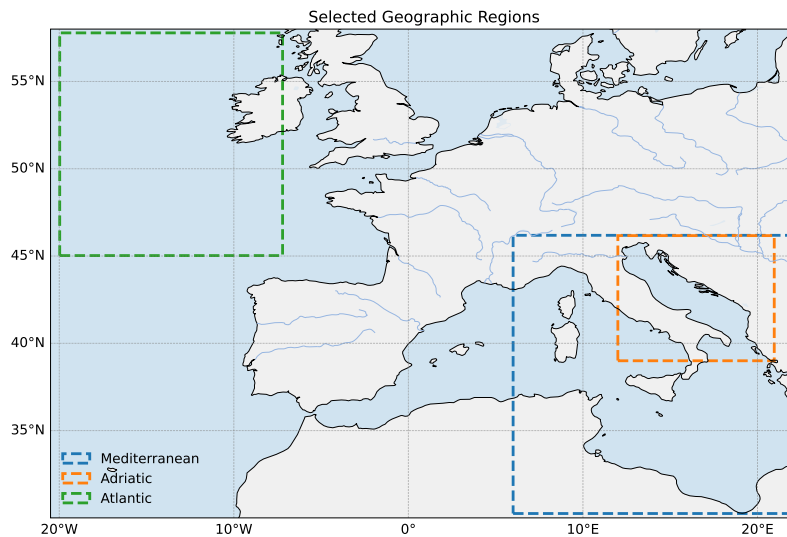 Selected Geographic Regions
55°N
50°N
45°N
40°N
35°N
Mediterranean
Adriatic
Atlantic
20°W 10°W 0° 10°E 20°E